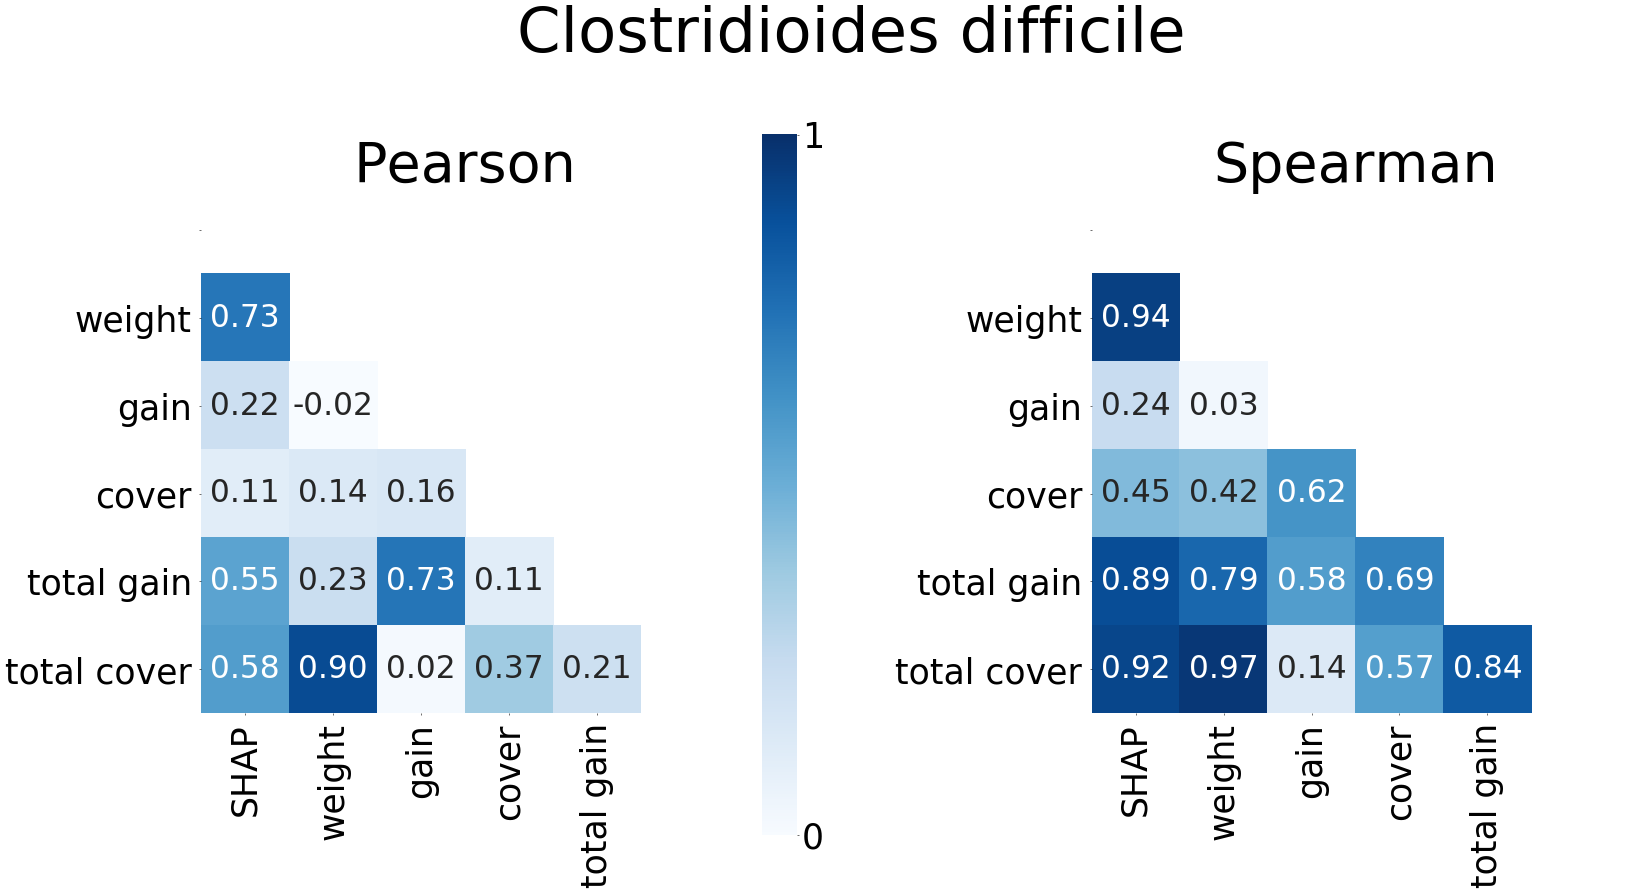 Clostridioides difficile
Pearson
weight 0.73
gain 0.22 -0.02
cover 0.11 0.14 0.16
total gain 0.55 0.23 0.73 0.11
total cover 0.58 0.90 0.02 0.37 0.21
SHAP weight gain cover total gain
1
0
Spearman
weight 0.94
gain 0.24 0.03
cover 0.45 0.42 0.62
total gain 0.89 0.79 0.58 0.69
total cover 0.92 0.97 0.14 0.57 0.84
SHAP weight gain cover total gain